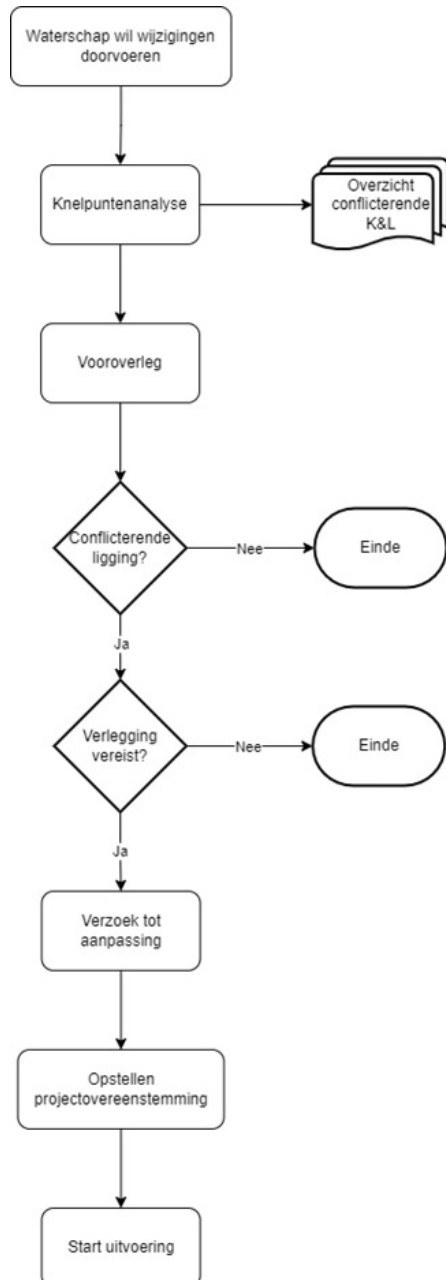 Waterschap wil wijzigingen
doorvoeren
Knelpuntenanalyse
Overzicht
conflicterende
K&L
Vooroverleg
Conflicterende
ligging?
Nee
Einde
Ja
Verlegging
vereist?
Nee
Einde
Ja
Verzoek tot
aanpassing
Opstellen
projectovereenstemming
Start uitvoering